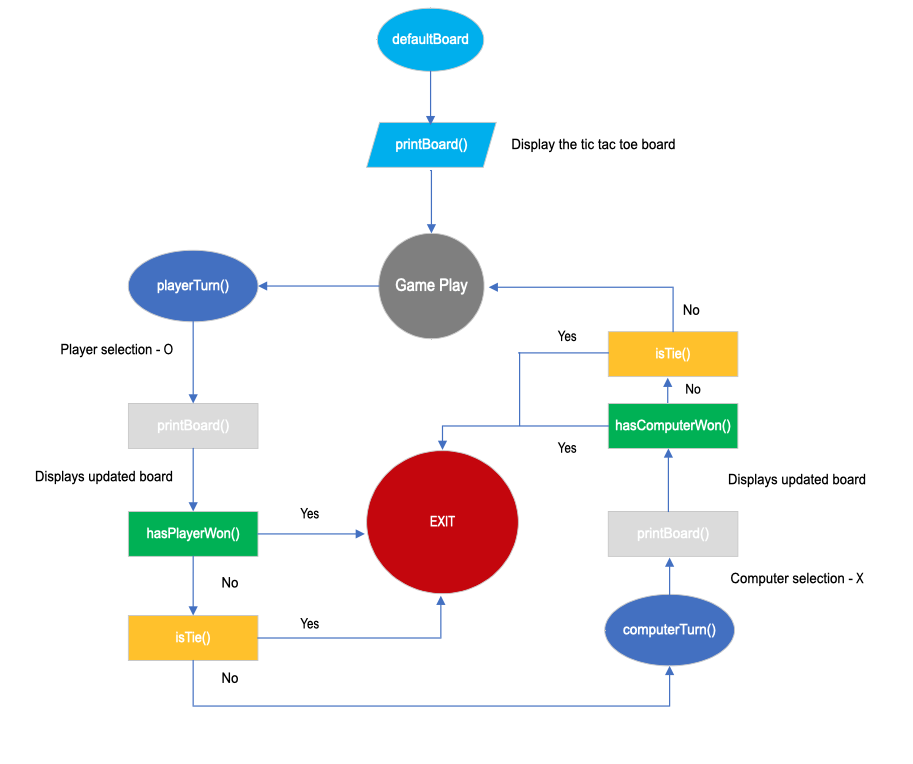 defaultBoard
printBoard()
Display the tic tac toe board
Game Play
playerTurn()
No
Yes
Player selection - O
isTie()
No
printBoard()
hasComputerWon()
Yes
Displays updated board
Displays updated board
Yes
EXIT
hasPlayerWon()
printBoard()
No
Computer selection - X
Yes
computerTurn()
isTie()
No